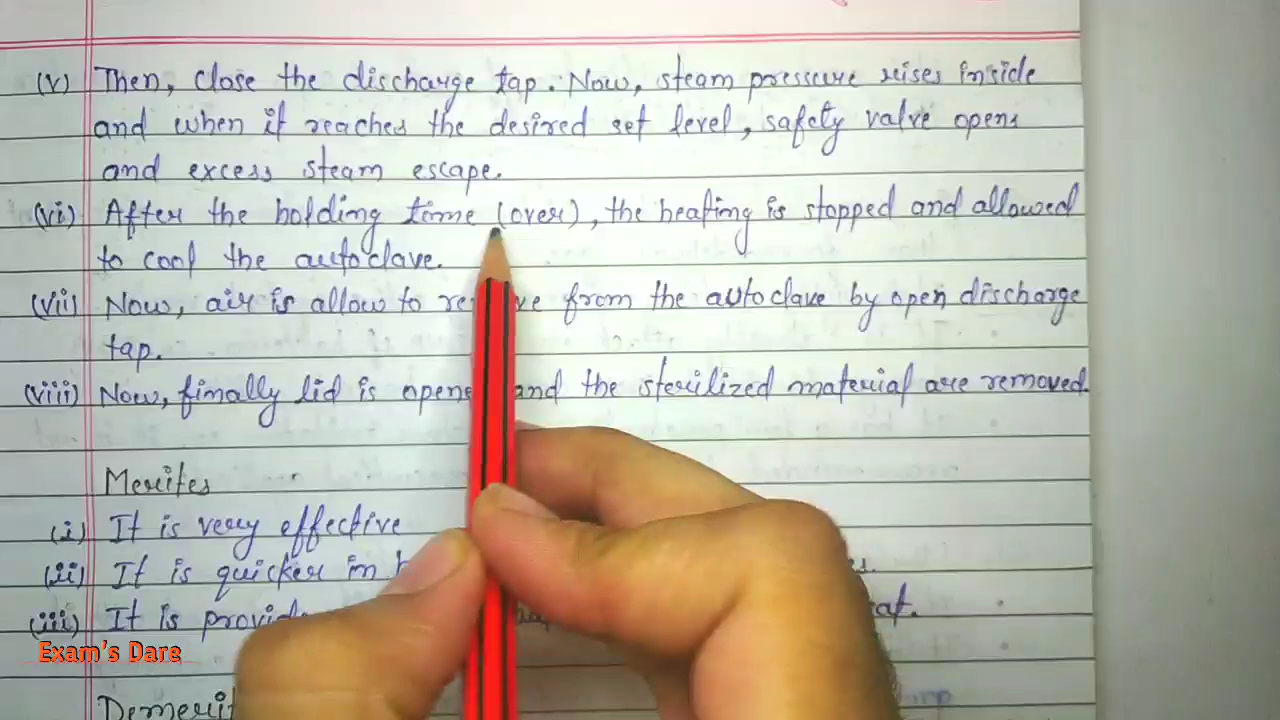 (v) Then, close the discharge tap. Now, steam pressure rises inside
and when it reaches the desired set level, safety valve opens
and excess steam escape.
(vi) After the holding time (over), the heating is stopped and allowed
to cool the autoclave.
(vii) Now, air is allow to re ve from the autoclave by open discharge
tap.
(viii) Now, finally lid is opene and the sterilized material are removed.
Merites
(i) It is very effective
(ii) It is quicker in
(iii) It is provid
Exam's Dare
Demerit